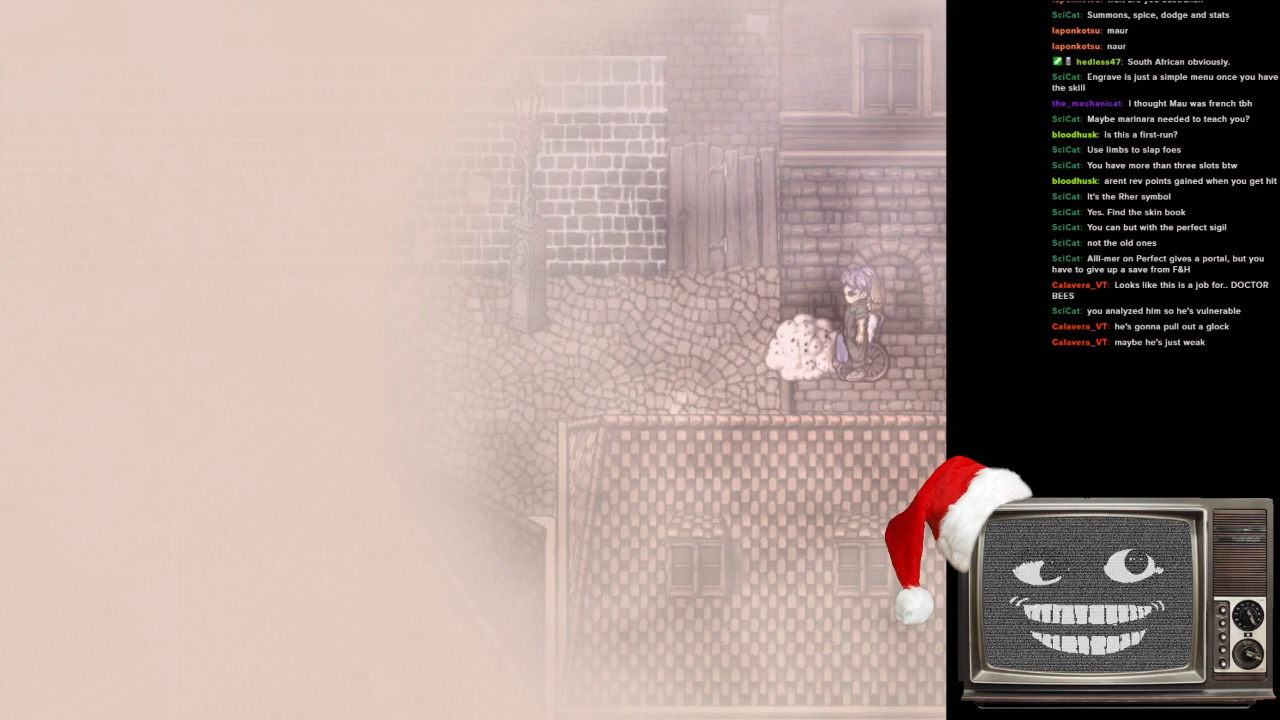 SciCat: Summons, spice, dodge and stats
laponkotsu: maur
laponkotsu: naur
hedless47: South African obviously.
SciCat: Engrave is just a simple menu once you have
the skill
the_mechanicat: I thought Mau was french tbh
SciCat: Maybe marinara needed to teach you?
bloodhusk: Is this a first-run?
SciCat: Use limbs to slap foes
SciCat: You have more than three slots btw
bloodhusk: arent rev points gained when you get hit
SciCat: It's the Rher symbol
SciCat: Yes. Find the skin book
SciCat: You can but with the perfect sigil
SciCat: not the old ones
SciCat: Alll-mer on Perfect gives a portal, but you
have to give up a save from F&H
Calavera_VT: Looks like this is a job for.. DOCTOR
BEES
SciCat: you analyzed him so he's vulnerable
Calavera_VT: he's gonna pull out a glock
Calavera_VT: maybe he's just weak